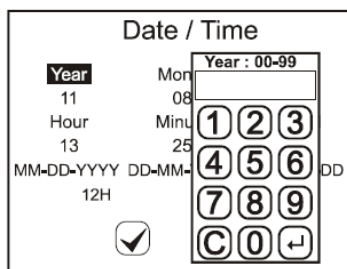 Date / Time
Year Mon
11 08
Hour Minu
13 25
MM-DD-YYYY DD-MM- DD
12H
Year : 00-99
1 2 3
4 5 6
7 8 9
C 0 ↵